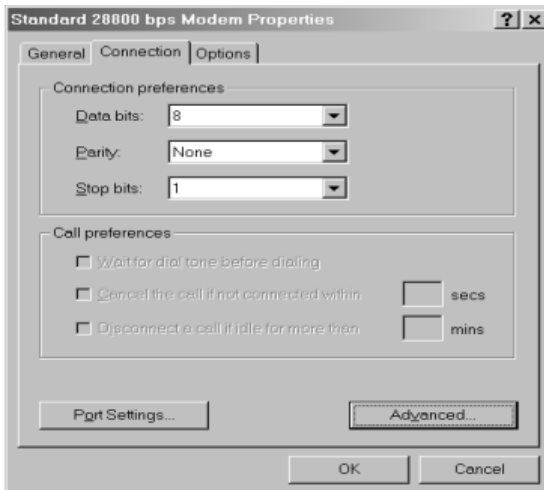 Standard 28800 bps Modem Properties ? ×
General Connection Options
Connection preferences
Data bits: 8
Parity: None
Stop bits: 1
Call preferences
Wait for dial tone before dialing
Cancel the call if not connected within secs
Disconnect a call if idle for more than mins
Port Settings... Advanced...
OK Cancel